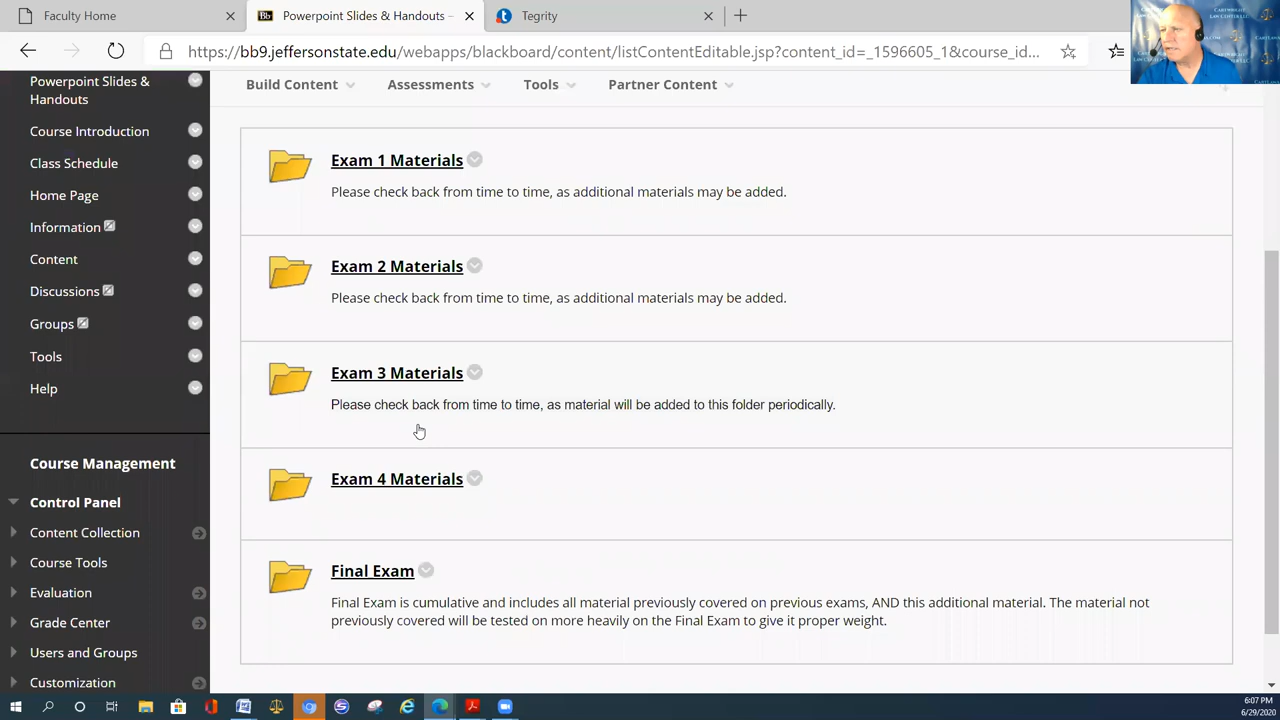 Faculty Home
Powerpoint Slides & Handouts –
Tegrity
https://bb9.jeffersonstate.edu/webapps/blackboard/content/listContentEditable.jsp?content_id=_1596605_1&course_id...
Powerpoint Slides &
Handouts
Course Introduction
Class Schedule
Home Page
Information
Content
Discussions
Groups
Tools
Help
Course Management
Control Panel
Content Collection
Course Tools
Evaluation
Grade Center
Users and Groups
Customization
Build Content
Assessments
Tools
Partner Content
Exam 1 Materials
Please check back from time to time, as additional materials may be added.
Exam 2 Materials
Please check back from time to time, as additional materials may be added.
Exam 3 Materials
Please check back from time to time, as material will be added to this folder periodically.
Exam 4 Materials
Final Exam
Final Exam is cumulative and includes all material previously covered on previous exams, AND this additional material. The material not
previously covered will be tested on more heavily on the Final Exam to give it proper weight.
6:07 PM
6/29/2020